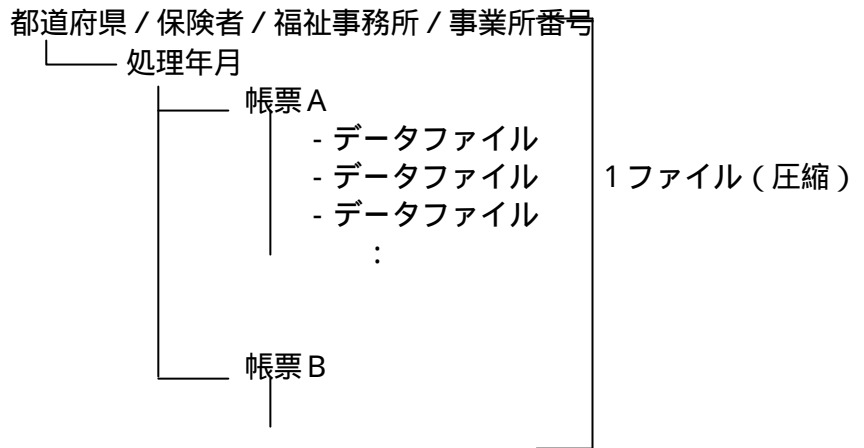 都道府県/保険者/福祉事務所/事業所番号
処理年月
帳票A
- データファイル
- データファイル
1ファイル(圧縮)
- データファイル
:
帳票B